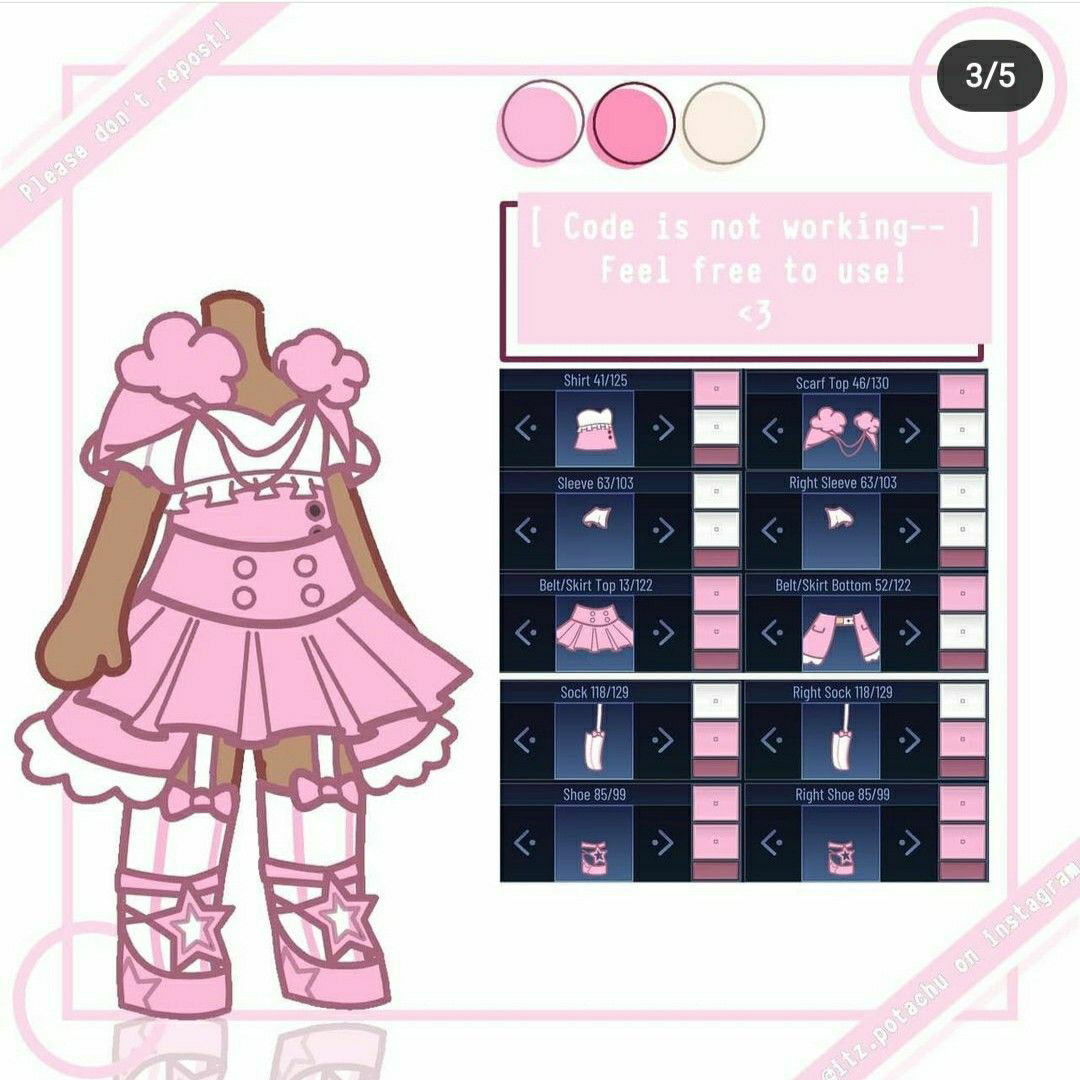 Please don't repost!
3/5
[ Code is not working-- ]
Feel free to use!
<3
Shirt 41/125
Scarf Top 46/130
Sleeve 63/103
Right Sleeve 63/103
Belt/Skirt Top 13/122
Belt/Skirt Bottom 52/122
Sock 118/129
Right Sock 118/129
Shoe 85/99
Right Shoe 85/99
on instagram